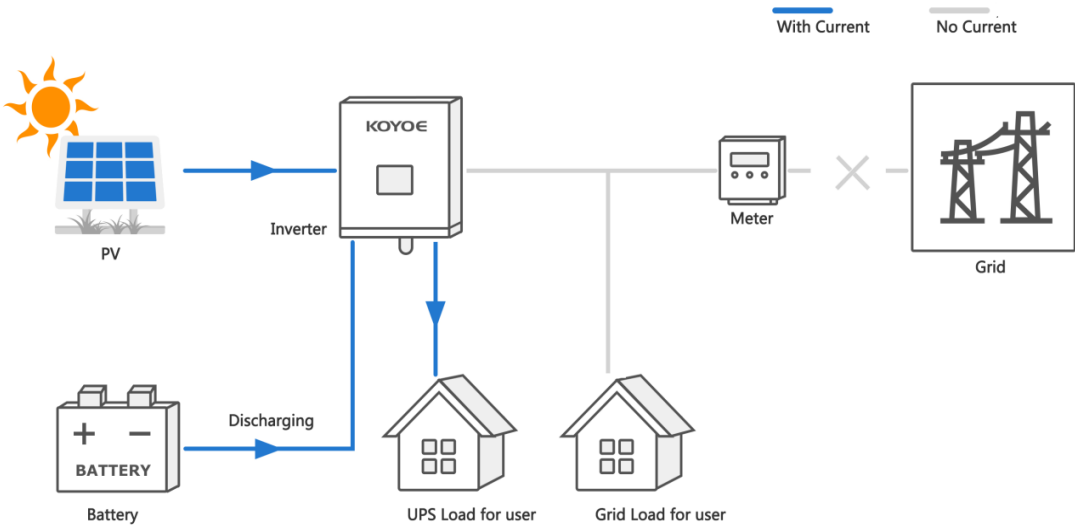 With Current
No Current
KOYOE
Inverter
Meter
PV
Grid
Discharging
+ −
BATTERY
Battery
UPS Load for user
Grid Load for user